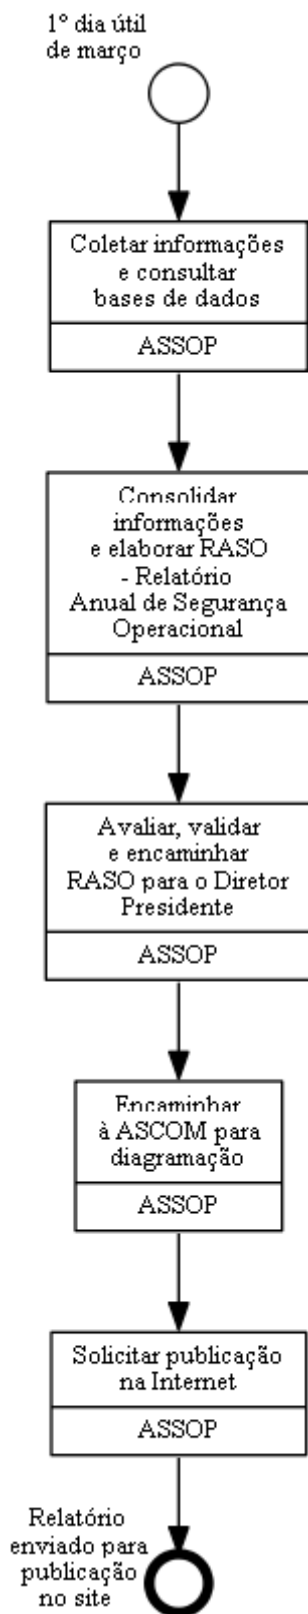 1º dia útil
de março
Coletar informações
e consultar
bases de dados
ASSOP
Consolidar
informações
e elaborar RASO
- Relatório
Anual de Segurança
Operacional
ASSOP
Avaliar, validar
e encaminhar
RASO para o Diretor
Presidente
ASSOP
Encaminhar
à ASCOM para
diagramação
ASSOP
Solicitar publicação
na Internet
ASSOP
Relatório
enviado para
publicação
no site